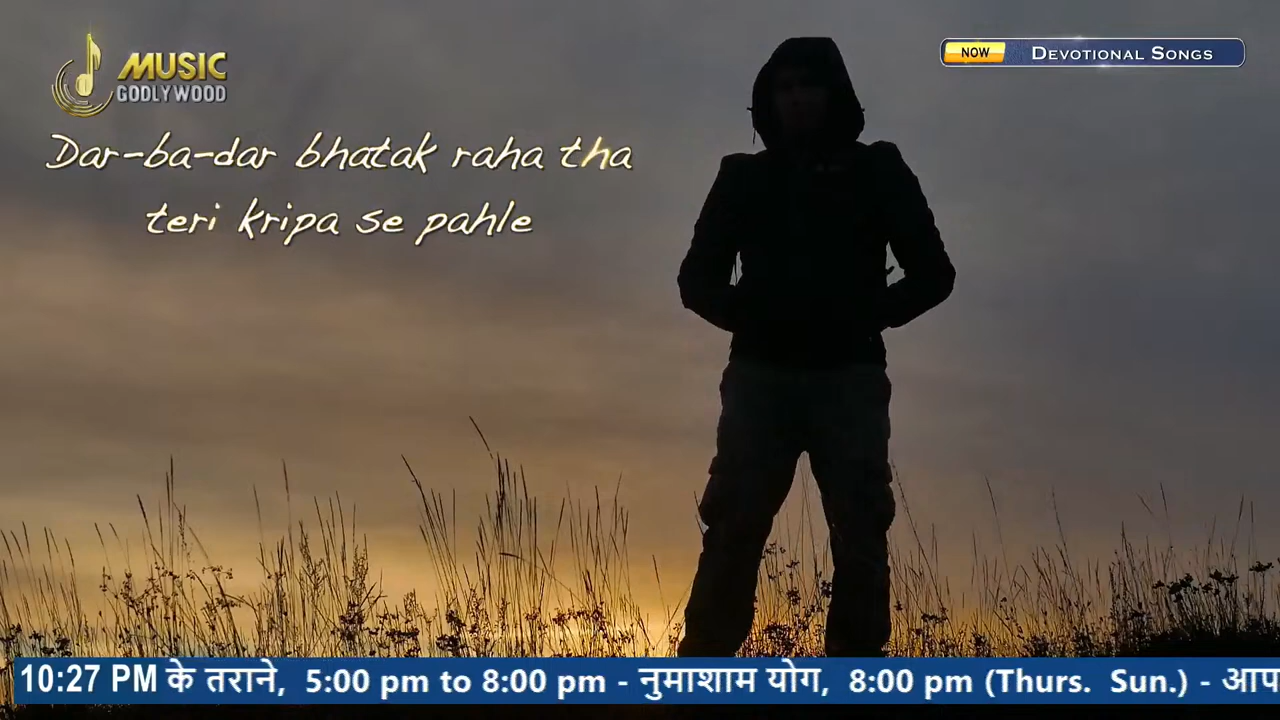 MUSIC
GODLYWOOD
NOW
DEVOTIONAL SONGS
Dar-ba-dar bhatak raha tha
teri kripa se pahle
10:27 PM के तराने, 5:00 pm to 8:00 pm - नुमाशाम योग, 8:00 pm (Thurs. Sun.) - आप